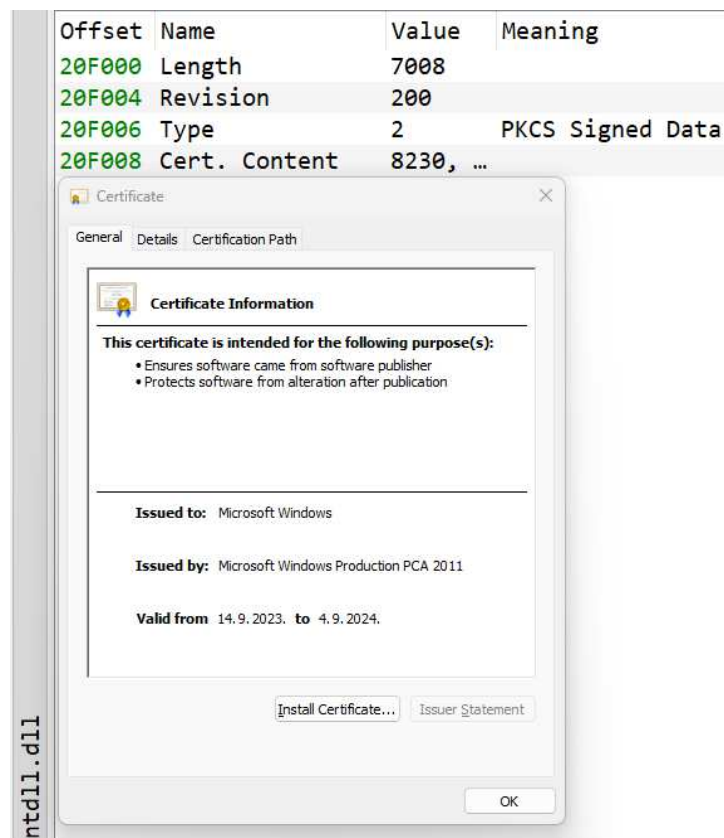 Offset Name Value Meaning
20F000 Length 7008
20F004 Revision 200
20F006 Type 2 PKCS Signed Data
20F008 Cert. Content 8230, …
Certificate
General Details Certification Path
Certificate Information
This certificate is intended for the following purpose(s):
• Ensures software came from software publisher
• Protects software from alteration after publication
Issued to: Microsoft Windows
Issued by: Microsoft Windows Production PCA 2011
Valid from 14.9.2023. to 4.9.2024.
Install Certificate... Issuer Statement
OK
ntdll.dll